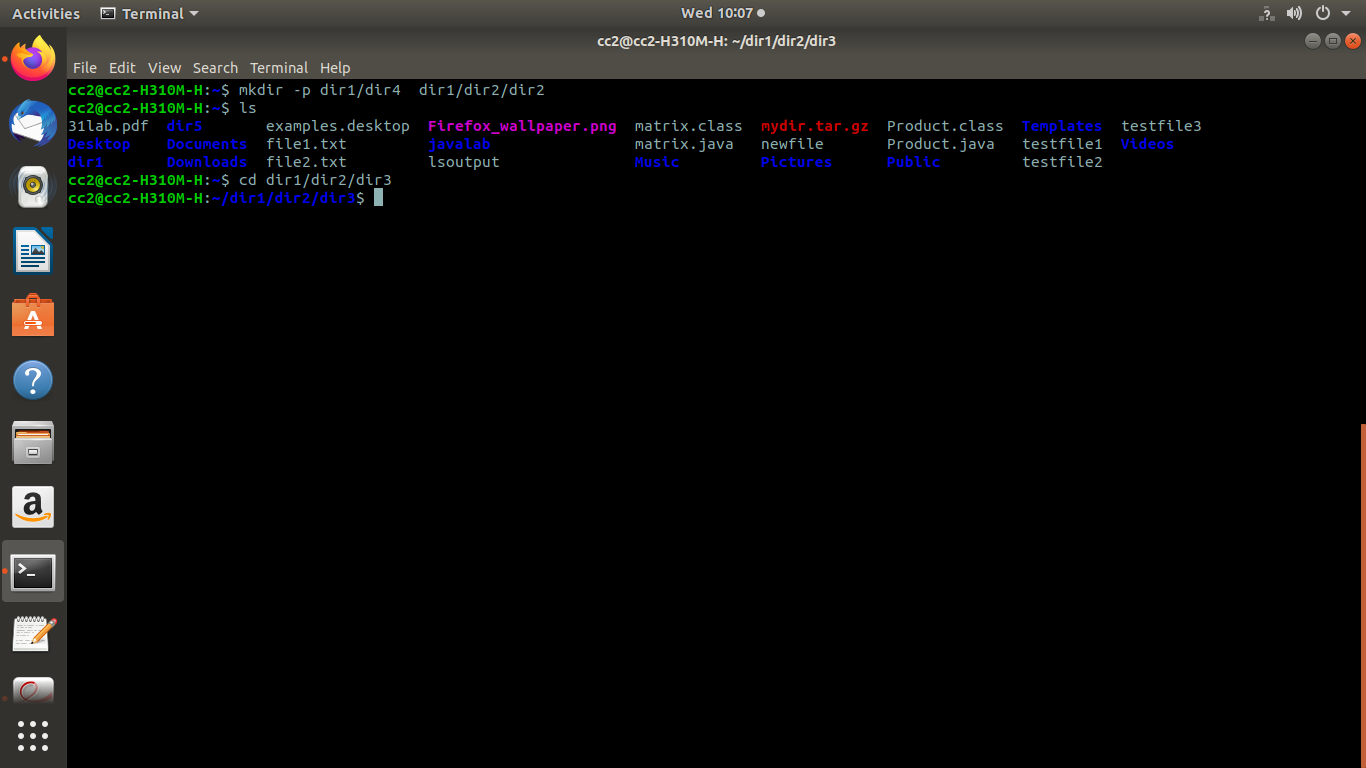 Activities Terminal Wed 10:07
cc2@cc2-H310M-H: ~/dir1/dir2/dir3
File Edit View Search Terminal Help
cc2@cc2-H310M-H:~$ mkdir -p dir1/dir4  dir1/dir2/dir2
cc2@cc2-H310M-H:~$ ls
31lab.pdf  dir5       examples.desktop  Firefox_wallpaper.png  matrix.class  mydir.tar.gz  Product.class  Templates  testfile3
Desktop    Documents  file1.txt         javalab                matrix.java   newfile       Product.java   testfile1  Videos
dir1       Downloads  file2.txt         lsoutput               Music         Pictures      Public         testfile2
cc2@cc2-H310M-H:~$ cd dir1/dir2/dir3
cc2@cc2-H310M-H:~/dir1/dir2/dir3$